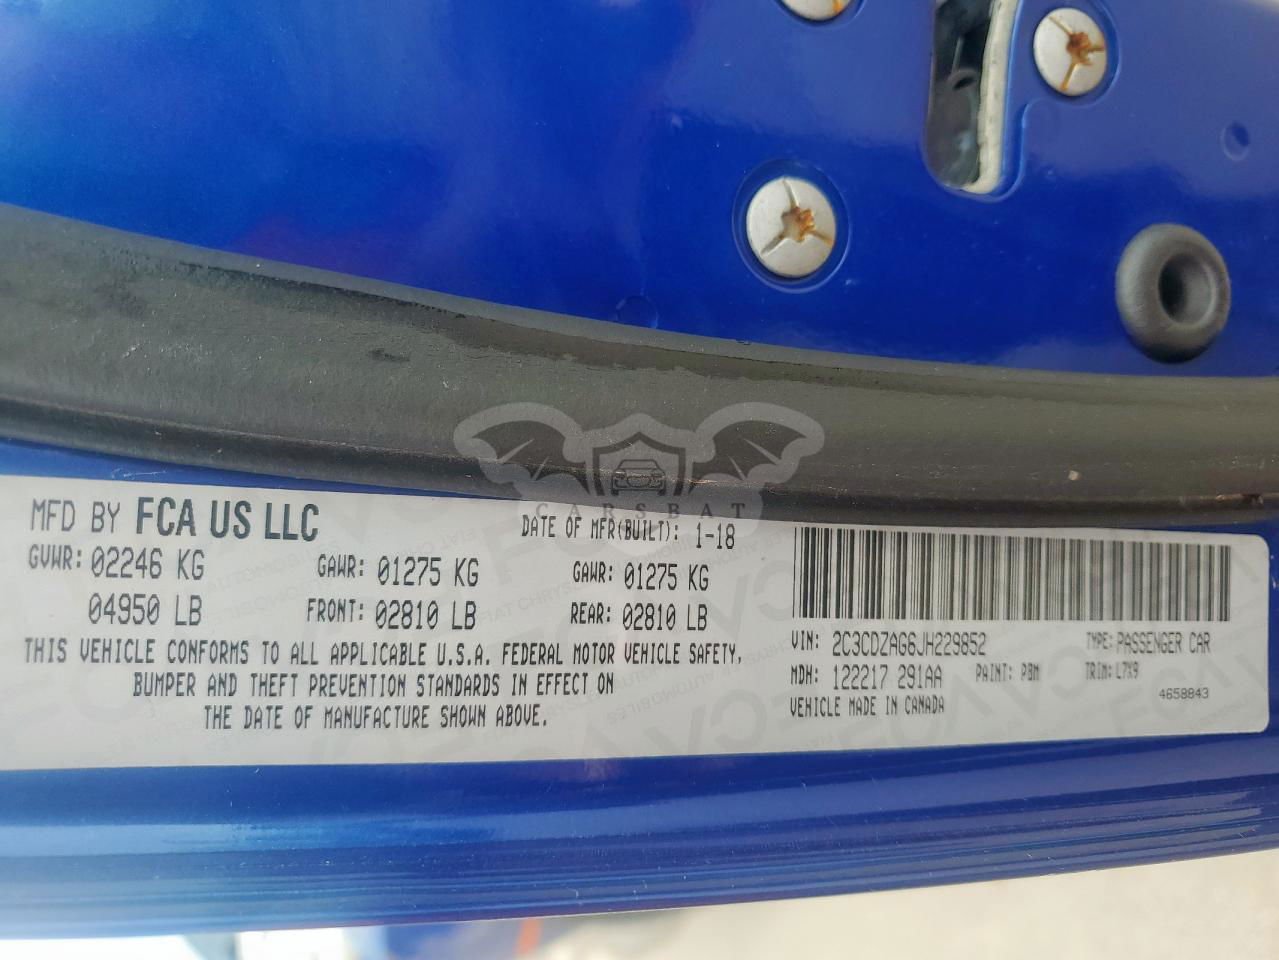 CARSBAT
MFD BY FCA US LLC
DATE OF MFR(BUILT): 1-18
GVWR: 02246 KG GAWR: 01275 KG GAWR: 01275 KG
04950 LB FRONT: 02810 LB REAR: 02810 LB
THIS VEHICLE CONFORMS TO ALL APPLICABLE U.S.A. FEDERAL MOTOR VEHICLE SAFETY,
BUMPER AND THEFT PREVENTION STANDARDS IN EFFECT ON
THE DATE OF MANUFACTURE SHOWN ABOVE.
VIN: 2C3CDZAG6JH229852 TYPE: PASSENGER CAR
MDH: 122217 291AA PAINT: PBM TRIM: L7X9
VEHICLE MADE IN CANADA 4658843